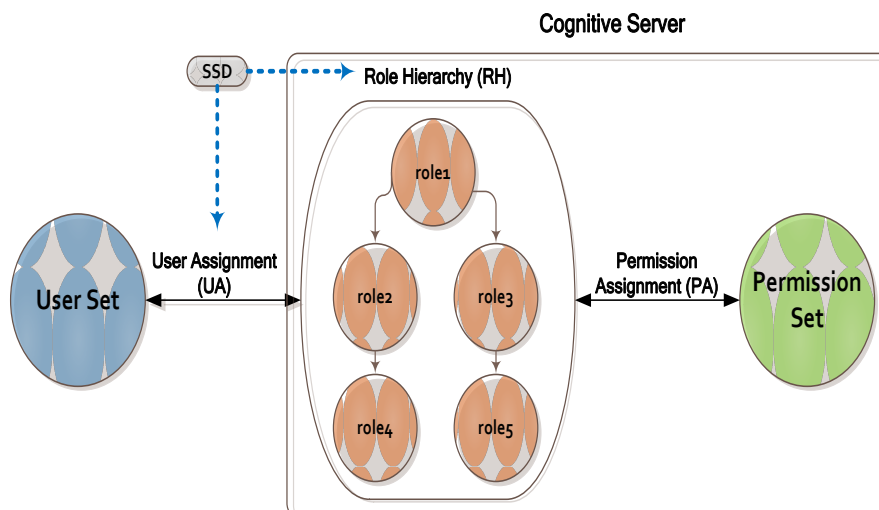 Cognitive Server
SSD
Role Hierarchy (RH)
role1
User Assignment
(UA)
Permission
Assignment (PA)
User Set
role2
role3
Permission
Set
role4
role5